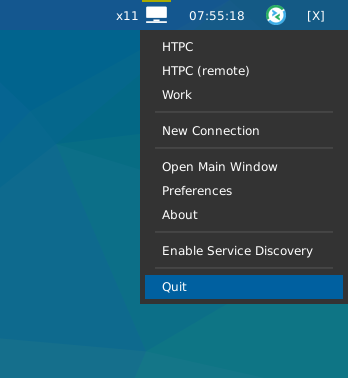 x11 07:55:18 [X]
HTPC
HTPC (remote)
Work
New Connection
Open Main Window
Preferences
About
Enable Service Discovery
Quit